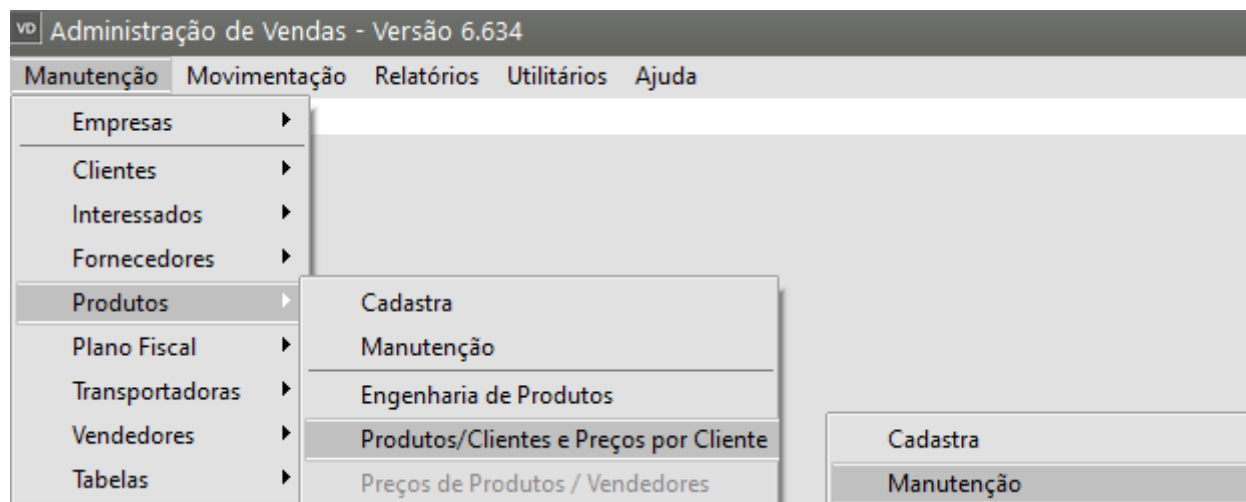 VD Administração de Vendas - Versão 6.634
Manutenção Movimentação Relatórios Utilitários Ajuda
Empresas
Clientes
Interessados
Fornecedores
Produtos
Plano Fiscal
Transportadoras
Vendedores
Tabelas
Cadastra
Manutenção
Engenharia de Produtos
Produtos/Clientes e Preços por Cliente
Preços de Produtos / Vendedores
Cadastra
Manutenção